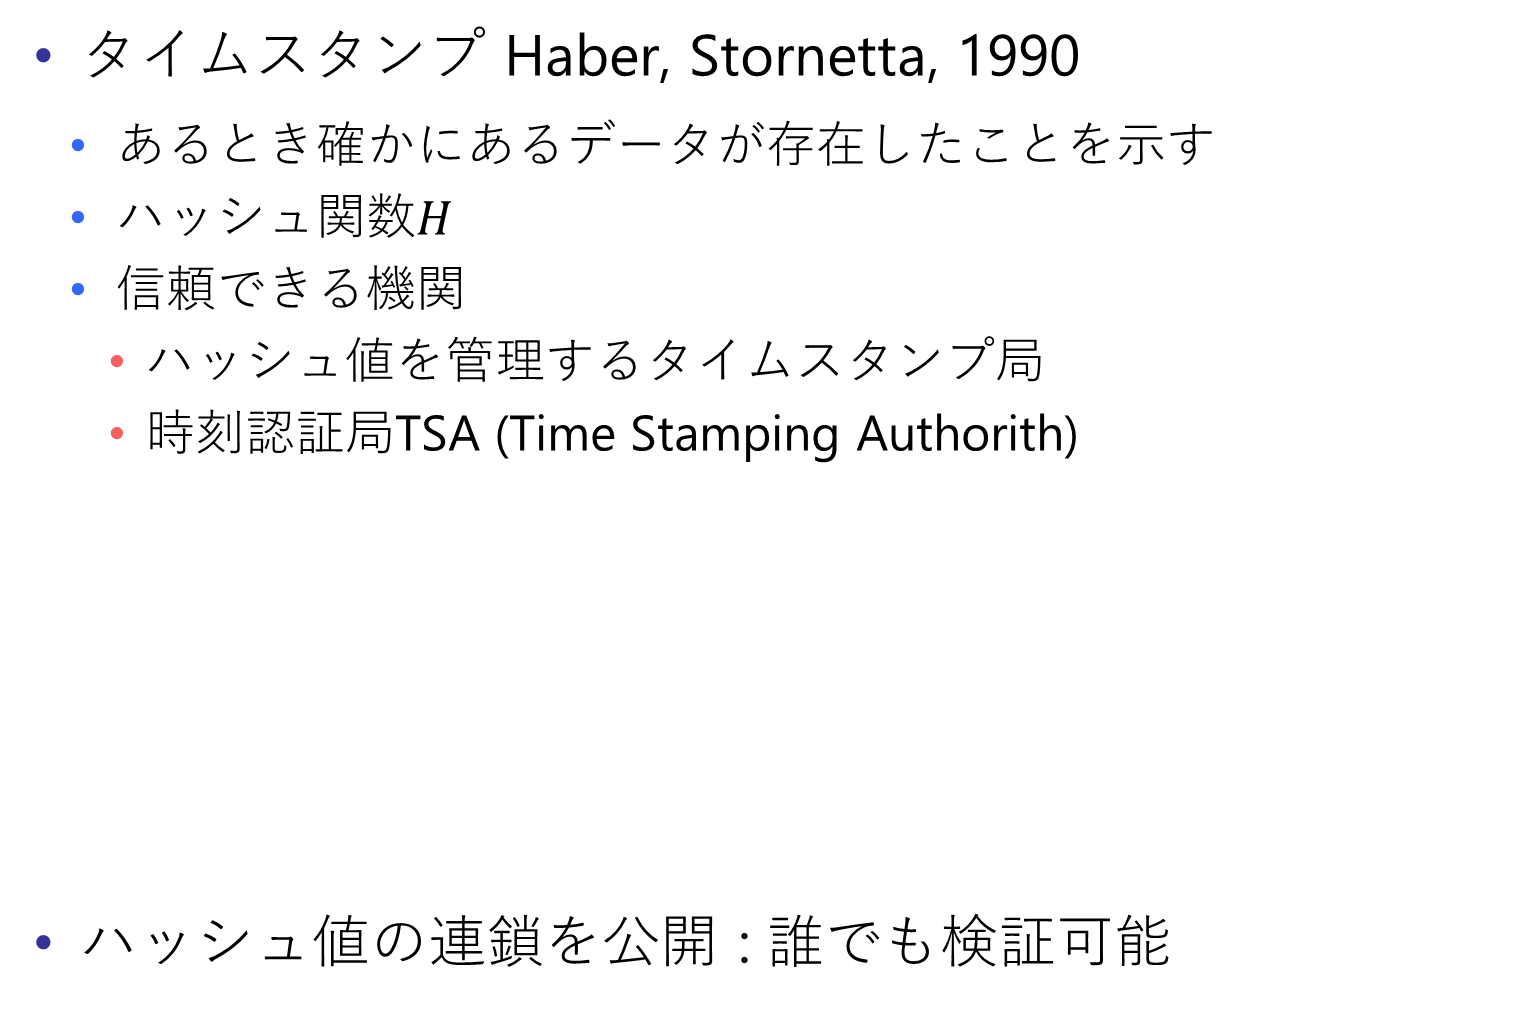 • タイムスタンプ Haber, Stornetta, 1990
• あるとき確かにあるデータが存在したことを示す
• ハッシュ関数H
• 信頼できる機関
• ハッシュ値を管理するタイムスタンプ局
• 時刻認証局TSA (Time Stamping Authorith)
• ハッシュ値の連鎖を公開 : 誰でも検証可能